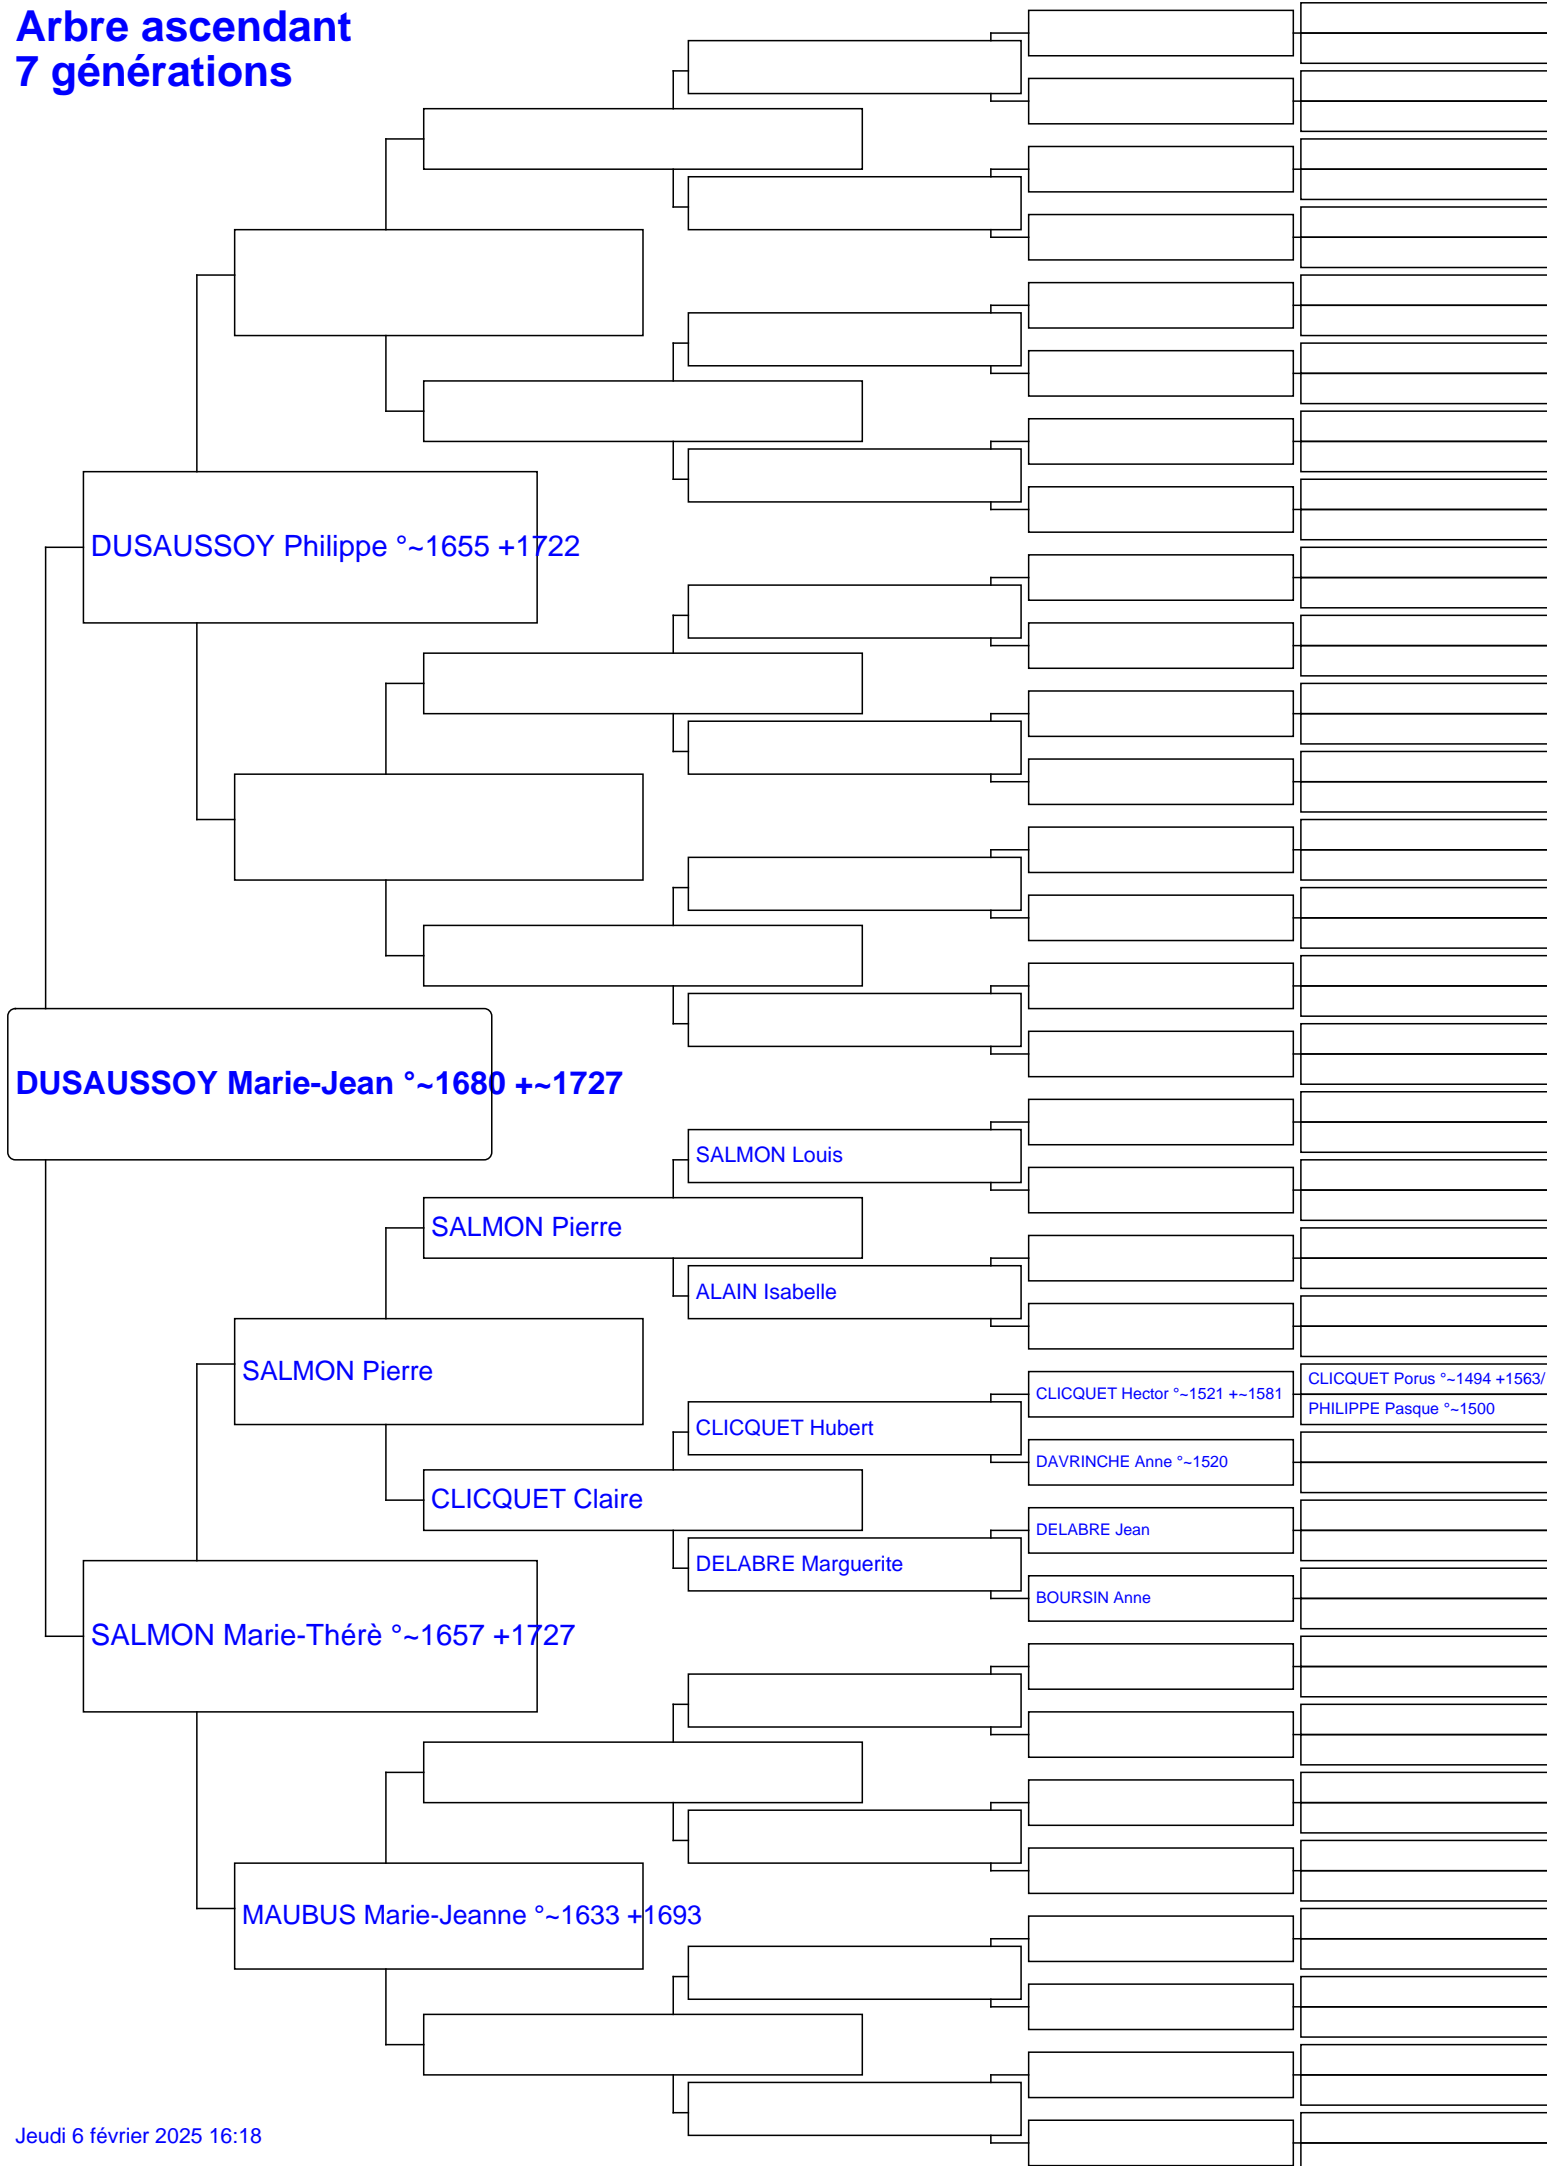 Arbre ascendant
7 générations
DUSAUSSOY Philippe °~1655 +1722
DUSAUSSOY Marie-Jean °~1680 +~1727
SALMON Louis
SALMON Pierre
ALAIN Isabelle
SALMON Pierre
CLICQUET Porus °~1494 +1563/
CLICQUET Hector °~1521 +~1581
PHILIPPE Pasque °~1500
CLICQUET Hubert
DAVRINCHE Anne °~1520
CLICQUET Claire
DELABRE Jean
DELABRE Marguerite
BOURSIN Anne
SALMON Marie-Thérè °~1657 +1727
MAUBUS Marie-Jeanne °~1633 +1693
Jeudi 6 février 2025 16:18